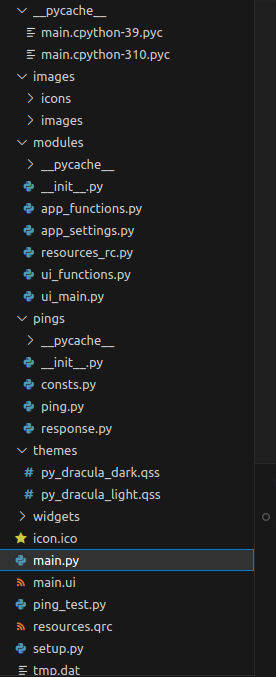 __pycache__
main.cpython-39.pyc
main.cpython-310.pyc
images
icons
images
modules
__pycache__
__init__.py
app_functions.py
app_settings.py
resources_rc.py
ui_functions.py
ui_main.py
pings
__pycache__
__init__.py
consts.py
ping.py
response.py
themes
py_dracula_dark.qss
py_dracula_light.qss
widgets
icon.ico
main.py
main.ui
ping_test.py
resources.qrc
setup.py
tmp.dat